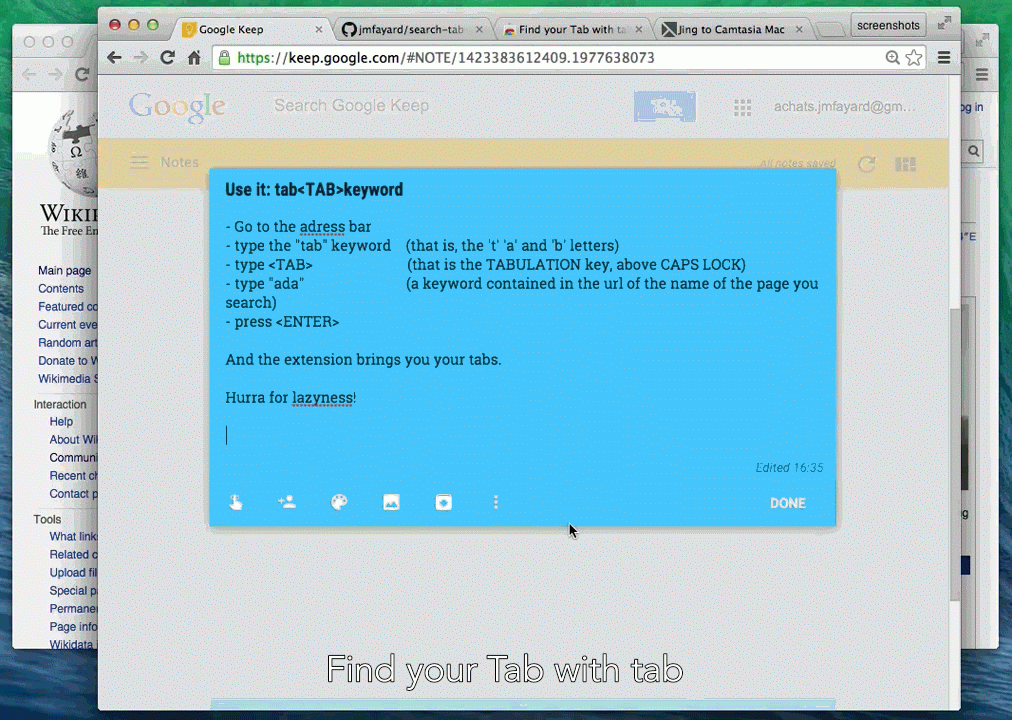 Google Keep
jmfayard/search-tab
Find your Tab with ta
Jing to Camtasia Mac
screenshots
https://keep.google.com/#NOTE/1423383612409.1977638073
Google
Search Google Keep
achats.jmfayard@gm...
og in
Notes
All notes saved
Use it: tab<TAB>keyword
- Go to the adress bar
- type the "tab" keyword (that is, the 't' 'a' and 'b' letters)
- type <TAB> (that is the TABULATION key, above CAPS LOCK)
- type "ada" (a keyword contained in the url of the name of the page you
search)
- press <ENTER>
And the extension brings you your tabs.
Hurra for lazyness!
Edited 16:35
DONE
WIKIP
The Free En
Main page
Contents
Featured co
Current eve
Random art
Donate to W
Wikimedia S
Interaction
Help
About Wik
Communi
Recent ch
Contact p
Tools
What link
Related c
Upload fil
Special p
Permane
Page info
Wikidata
Find your Tab with tab